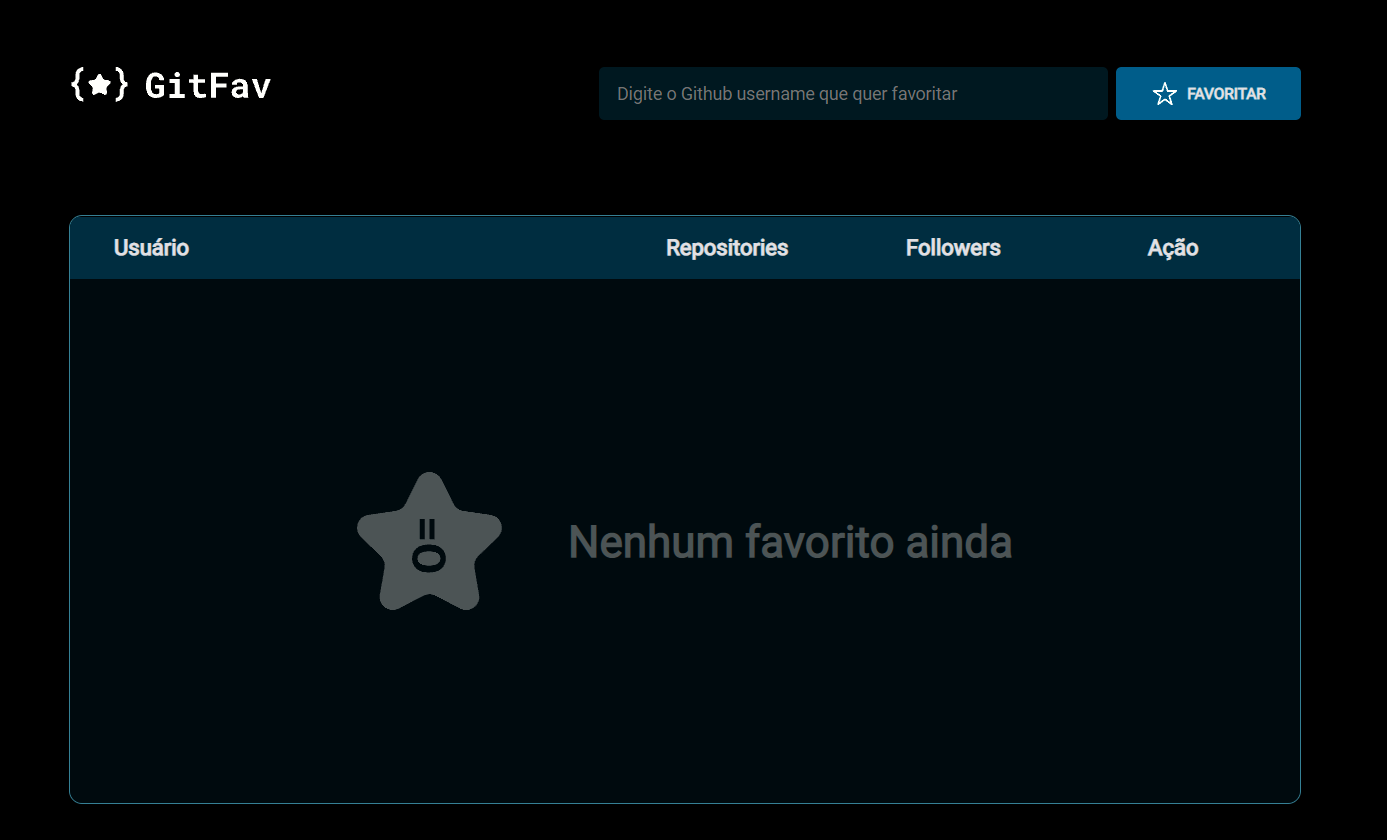 {★} GitFav
Digite o Github username que quer favoritar
FAVORITAR
Usuário Repositories Followers Ação
Nenhum favorito ainda